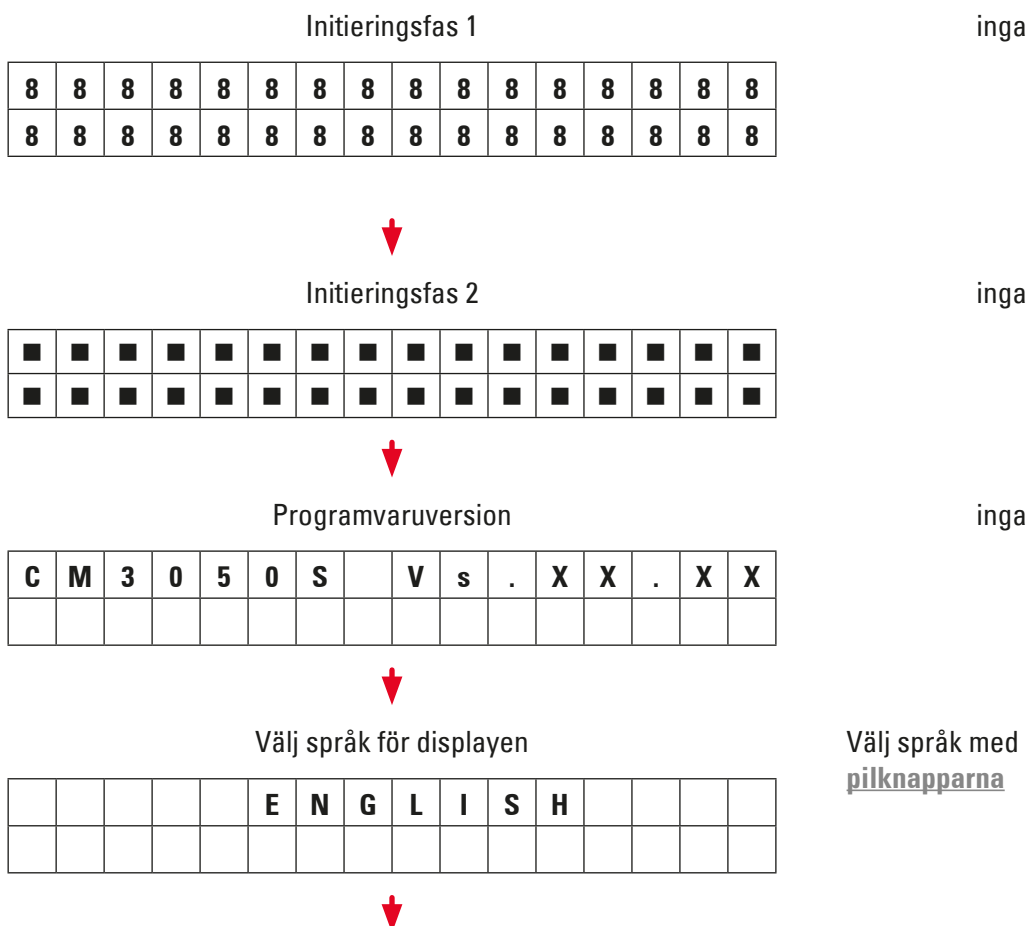 Initieringsfas 1 inga
8 8 8 8 8 8 8 8 8 8 8 8 8 8 8 8
8 8 8 8 8 8 8 8 8 8 8 8 8 8 8 8
Initieringsfas 2 inga
■ ■ ■ ■ ■ ■ ■ ■ ■ ■ ■ ■ ■ ■ ■ ■
■ ■ ■ ■ ■ ■ ■ ■ ■ ■ ■ ■ ■ ■ ■ ■
Programvaruversion inga
C M 3 0 5 0 S V s . X X . X X
Välj språk för displayen Välj språk med
pilknapparna
E N G L I S H